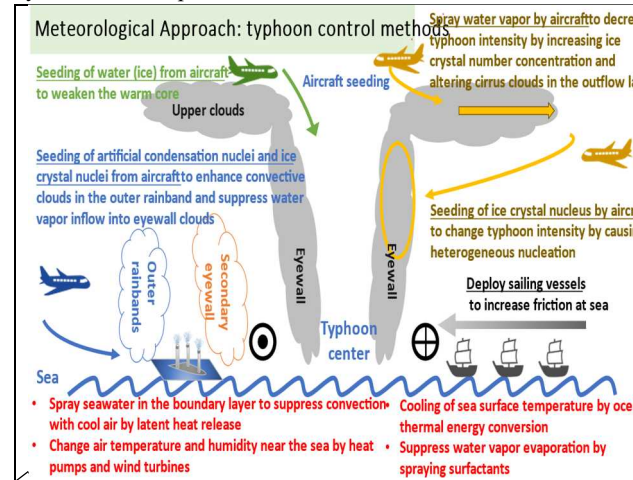 Meteorological Approach: typhoon control methods
Seeding of water (ice) from aircraft
to weaken the warm core
Upper clouds
Aircraft seeding
Spray water vapor by aircraft to decre
typhoon intensity by increasing ice
crystal number concentration and
altering cirrus clouds in the outflow la
Seeding of artificial condensation nuclei and ice
crystal nuclei from aircraft to enhance convective
clouds in the outer rainband and suppress water
vapor inflow into eyewall clouds
Seeding of ice crystal nucleus by aircr
to change typhoon intensity by causin
heterogeneous nucleation
Outer
rainbands
Secondary
eyewall
Eyewall
Eyewall
Typhoon
center
Deploy sailing vessels
to increase friction at sea
Sea
• Spray seawater in the boundary layer to suppress convection
with cool air by latent heat release
• Change air temperature and humidity near the sea by heat
pumps and wind turbines
• Cooling of sea surface temperature by oce
thermal energy conversion
• Suppress water vapor evaporation by
spraying surfactants